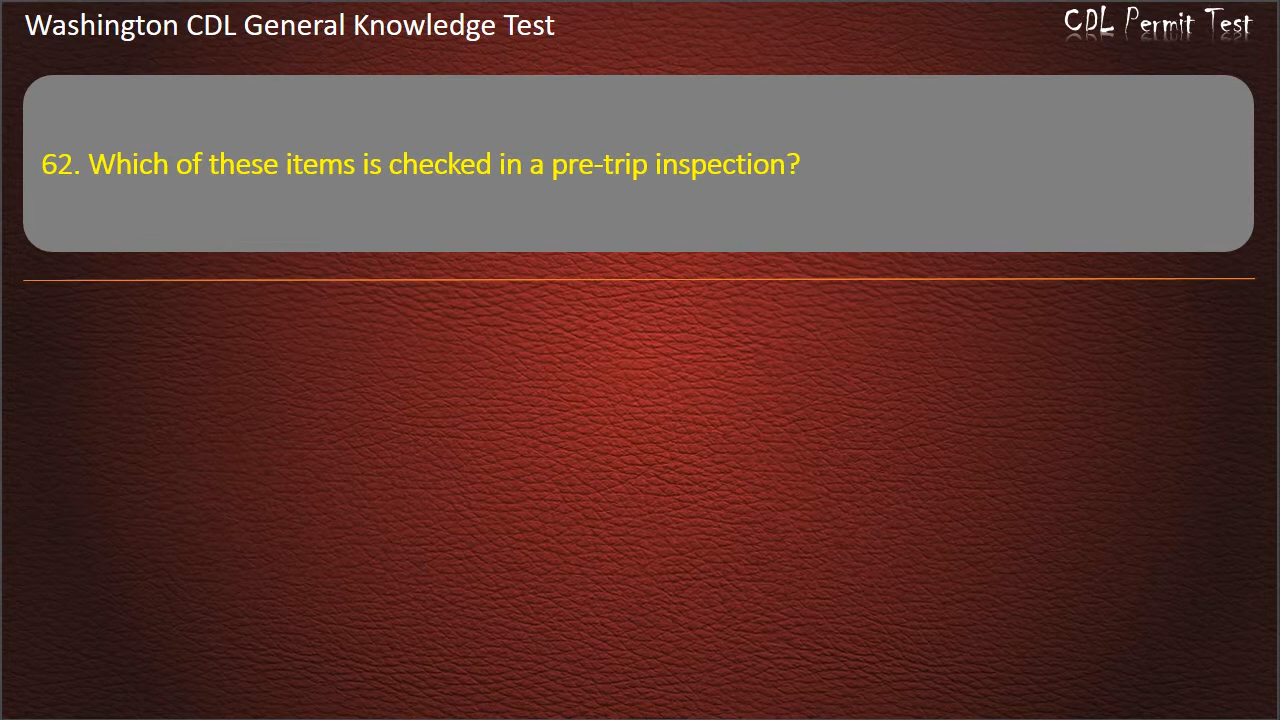 Washington CDL General Knowledge Test
CDL Permit Test
62. Which of these items is checked in a pre-trip inspection?